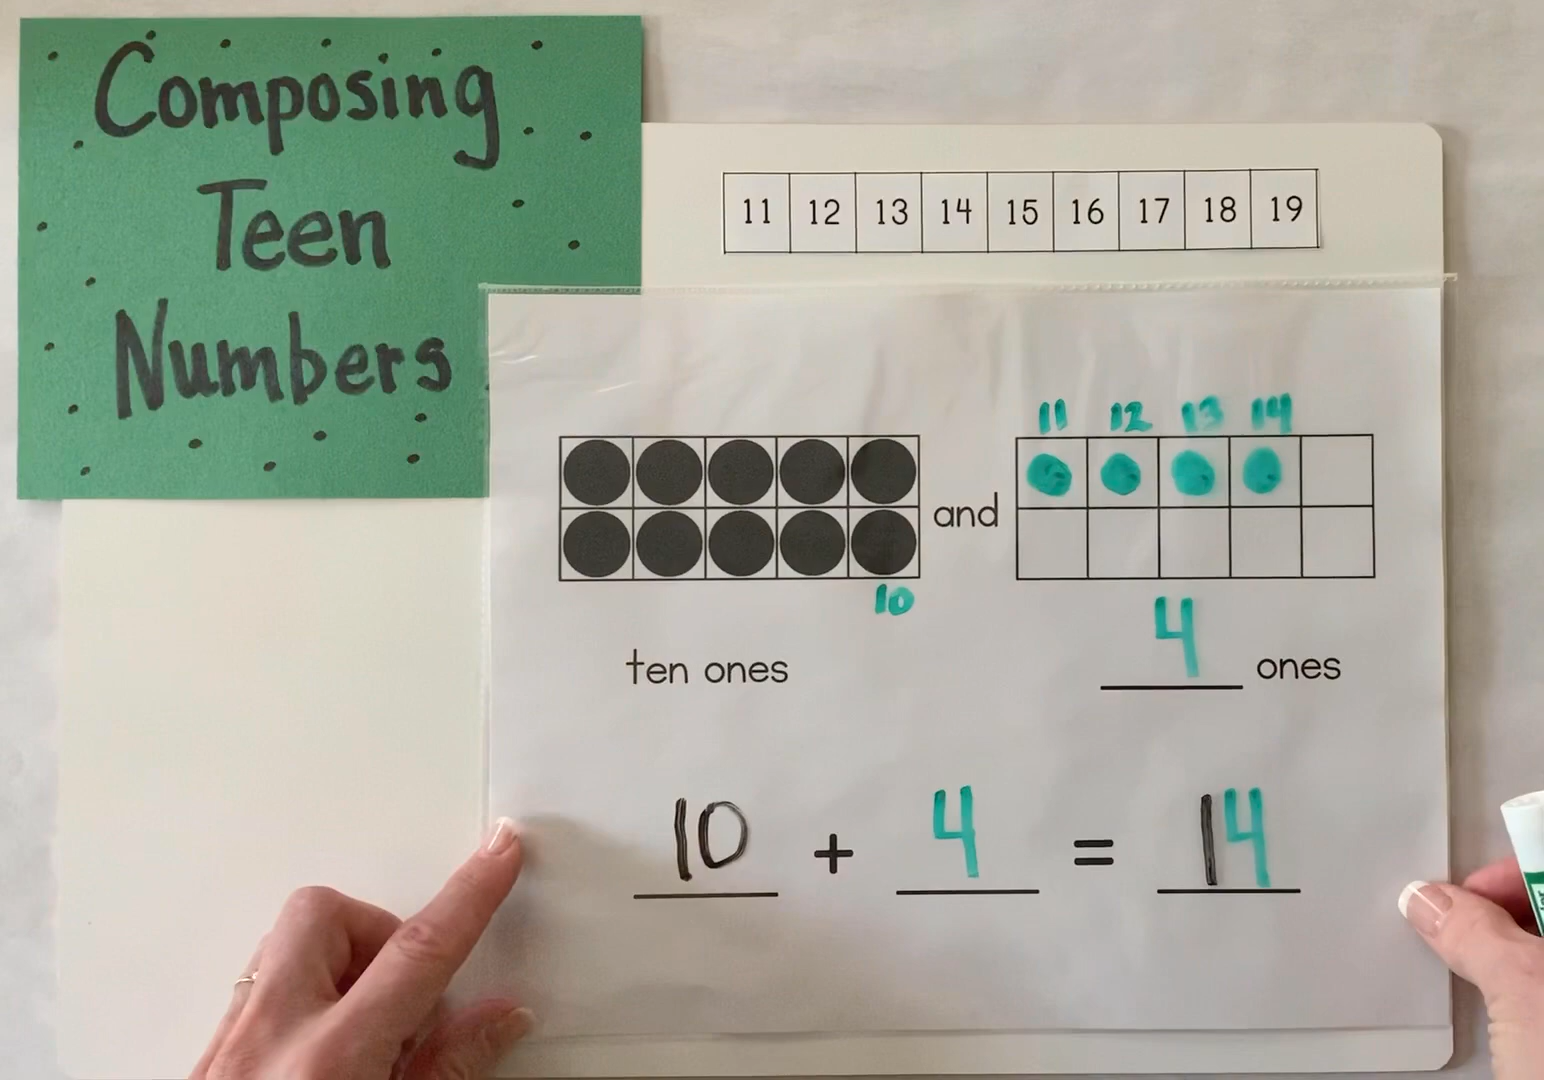 Composing
Teen
Numbers
11 12 13 14 15 16 17 18 19
11 12 13 14
and
10
ten ones
4 ones
10 + 4 = 14